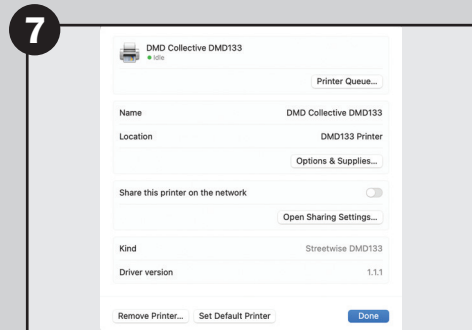 7
DMD Collective DMD133
Idle
Printer Queue...
Name DMD Collective DMD133
Location DMD133 Printer
Options & Supplies...
Share this printer on the network
Open Sharing Settings...
Kind Streetwise DMD133
Driver version 1.1.1
Remove Printer... Set Default Printer Done